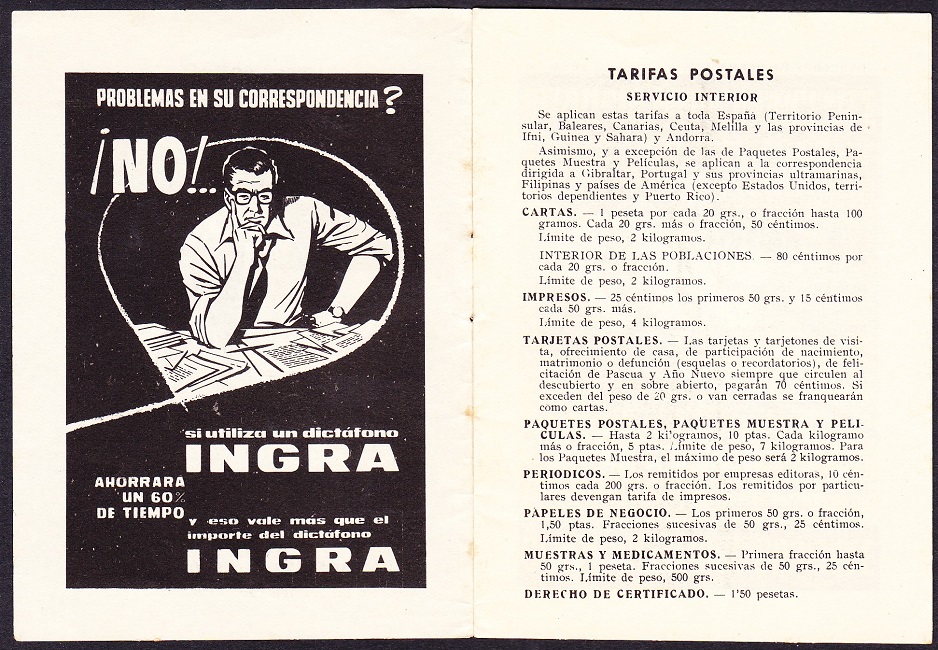 PROBLEMAS EN SU CORRESPONDENCIA?
¡NO!...
si utiliza un dictáfono
INGRA
AHORRARA
UN 60%
DE TIEMPO
y eso vale más que el
importe del dictáfono
INGRA
TARIFAS POSTALES
SERVICIO INTERIOR
Se aplican estas tarifas a toda España (Territorio Penin-
sular, Baleares, Canarias, Ceuta, Melilla y las provincias de
Ifni, Guinea y Sahara) y Andorra.
Asimismo, y a excepción de las de Paquetes Postales, Pa-
quetes Muestra y Películas, se aplican a la correspondencia
dirigida a Gibraltar, Portugal y sus provincias ultramarinas,
Filipinas y países de América (excepto Estados Unidos, terri-
torios dependientes y Puerto Rico).
CARTAS. — 1 peseta por cada 20 grs., o fracción hasta 100
gramos. Cada 20 grs. más o fracción, 50 céntimos.
Límite de peso, 2 kilogramos.
INTERIOR DE LAS POBLACIONES. — 80 céntimos por
cada 20 grs. o fracción.
Límite de peso, 2 kilogramos.
IMPRESOS. — 25 céntimos los primeros 50 grs. y 15 céntimos
cada 50 grs. más.
Límite de peso, 4 kilogramos.
TARJETAS POSTALES. — Las tarjetas y tarjetones de visi-
ta, ofrecimiento de casa, de participación de nacimiento,
matrimonio o defunción (esquelas o recordatorios), de feli-
citación de Pascua y Año Nuevo siempre que circulen al
descubierto y en sobre abierto, pagarán 70 céntimos. Si
exceden del peso de 20 grs. o van cerradas se franquearán
como cartas.
PAQUETES POSTALES, PAQUETES MUESTRA Y PELI-
CULAS. — Hasta 2 kilogramos, 10 ptas. Cada kilogramo
más o fracción, 5 ptas. Límite de peso, 7 kilogramos. Para
los Paquetes Muestra, el máximo de peso será 2 kilogramos.
PERIODICOS. — Los remitidos por empresas editoras, 10 cén-
timos cada 200 grs. o fracción. Los remitidos por particu-
lares devengan tarifa de impresos.
PAPELES DE NEGOCIO. — Los primeros 50 grs. o fracción,
1,50 ptas. Fracciones sucesivas de 50 grs., 25 céntimos.
Límite de peso, 2 kilogramos.
MUESTRAS Y MEDICAMENTOS. — Primera fracción hasta
50 grs., 1 peseta. Fracciones sucesivas de 50 grs., 25 cén-
timos. Límite de peso, 500 grs.
DERECHO DE CERTIFICADO. — 1'50 pesetas.